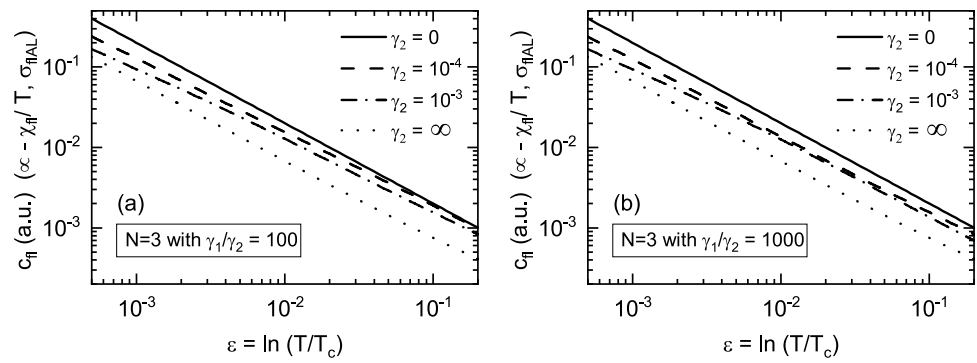 c_fl (a.u.) (∝ - χ_fl / T, σ_flAL)
10⁻¹
10⁻²
10⁻³
γ₂ = 0
γ₂ = 10⁻⁴
γ₂ = 10⁻³
γ₂ = ∞
(a)
N=3 with γ₁/γ₂ = 100
10⁻³ 10⁻² 10⁻¹
ε = ln (T/T_c)
c_fl (a.u.) (∝ - χ_fl / T, σ_flAL)
10⁻¹
10⁻²
10⁻³
γ₂ = 0
γ₂ = 10⁻⁴
γ₂ = 10⁻³
γ₂ = ∞
(b)
N=3 with γ₁/γ₂ = 1000
10⁻³ 10⁻² 10⁻¹
ε = ln (T/T_c)